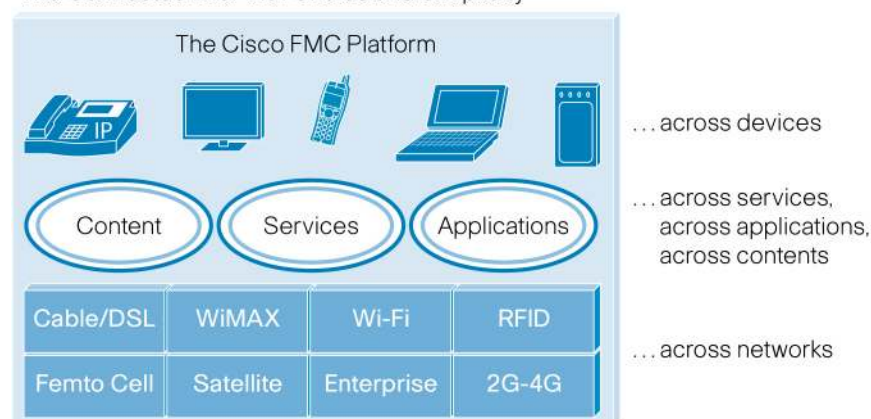 The Cisco FMC Platform
IP
... across devices
Content
Services
Applications
... across services,
across applications,
across contents
Cable/DSL
WiMAX
Wi-Fi
RFID
Femto Cell
Satellite
Enterprise
2G-4G
... across networks